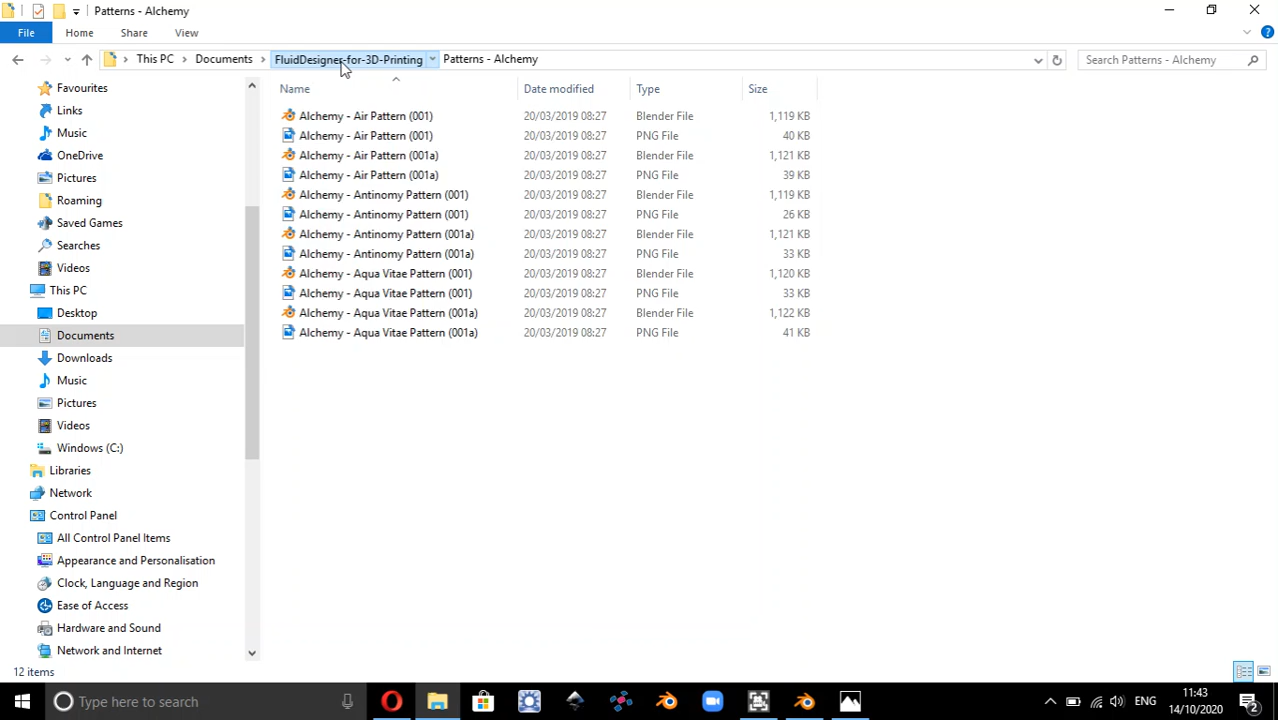 Patterns - Alchemy
File Home Share View
This PC Documents FluidDesigner-for-3D-Printing Patterns - Alchemy Search Patterns - Alchemy
Favourites
Links
Music
OneDrive
Pictures
Roaming
Saved Games
Searches
Videos
This PC
Desktop
Documents
Downloads
Music
Pictures
Videos
Windows (C:)
Libraries
Network
Control Panel
All Control Panel Items
Appearance and Personalisation
Clock, Language and Region
Ease of Access
Hardware and Sound
Network and Internet
Name Date modified Type Size
Alchemy - Air Pattern (001) 20/03/2019 08:27 Blender File 1,119 KB
Alchemy - Air Pattern (001) 20/03/2019 08:27 PNG File 40 KB
Alchemy - Air Pattern (001a) 20/03/2019 08:27 Blender File 1,121 KB
Alchemy - Air Pattern (001a) 20/03/2019 08:27 PNG File 39 KB
Alchemy - Antinomy Pattern (001) 20/03/2019 08:27 Blender File 1,119 KB
Alchemy - Antinomy Pattern (001) 20/03/2019 08:27 PNG File 26 KB
Alchemy - Antinomy Pattern (001a) 20/03/2019 08:27 Blender File 1,121 KB
Alchemy - Antinomy Pattern (001a) 20/03/2019 08:27 PNG File 33 KB
Alchemy - Aqua Vitae Pattern (001) 20/03/2019 08:27 Blender File 1,120 KB
Alchemy - Aqua Vitae Pattern (001) 20/03/2019 08:27 PNG File 33 KB
Alchemy - Aqua Vitae Pattern (001a) 20/03/2019 08:27 Blender File 1,122 KB
Alchemy - Aqua Vitae Pattern (001a) 20/03/2019 08:27 PNG File 41 KB
12 items
Type here to search
ENG
11:43
14/10/2020
2